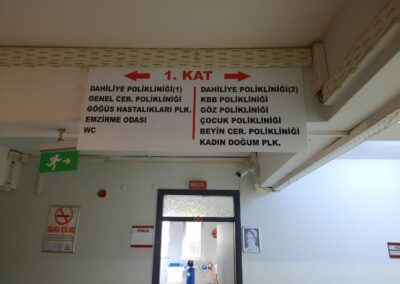 1. KAT
DAHİLİYE POLİKLİNİĞİ(1)
GENEL CER. POLİKLİNİĞİ
GÖĞÜS HASTALIKLARI PLK.
EMZİRME ODASI
WC
DAHİLİYE POLİKLİNİĞİ(2)
KBB POLİKLİNİĞİ
GÖZ POLİKLİNİĞİ
ÇOCUK POLİKLİNİĞİ
BEYİN CER. POLİKLİNİĞİ
KADIN DOĞUM PLK.